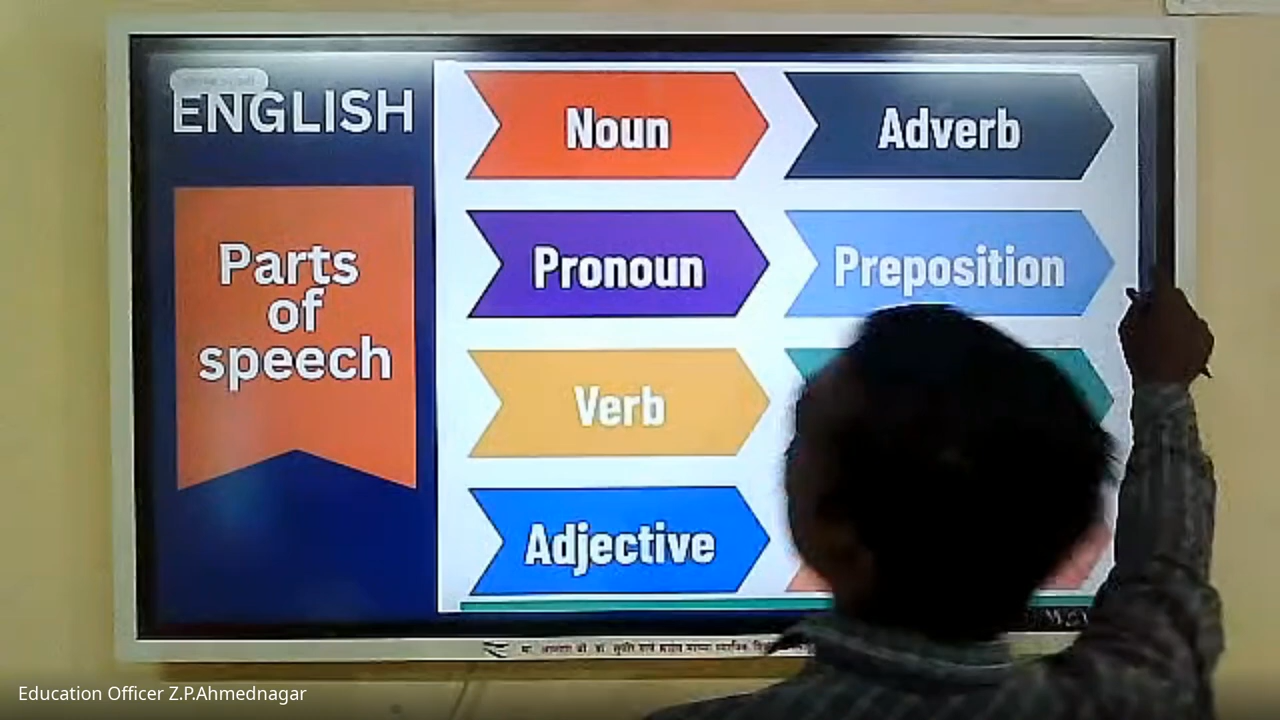 ENGLISH
Parts
of
speech
Noun
Adverb
Pronoun
Preposition
Verb
Adjective
Education Officer Z.P.Ahmednagar